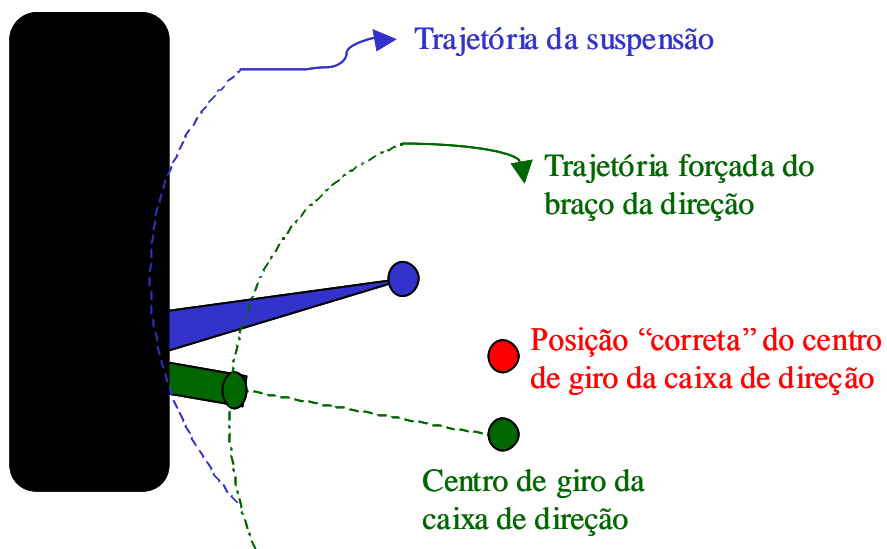 Trajetória da suspensão
Trajetória forçada do
braço da direção
Posição “correta” do centro
de giro da caixa de direção
Centro de giro da
caixa de direção